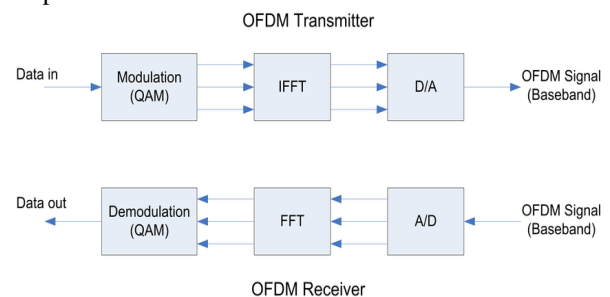 OFDM Transmitter
Data in
Modulation
(QAM)
IFFT
D/A
OFDM Signal
(Baseband)
Data out
Demodulation
(QAM)
FFT
A/D
OFDM Signal
(Baseband)
OFDM Receiver